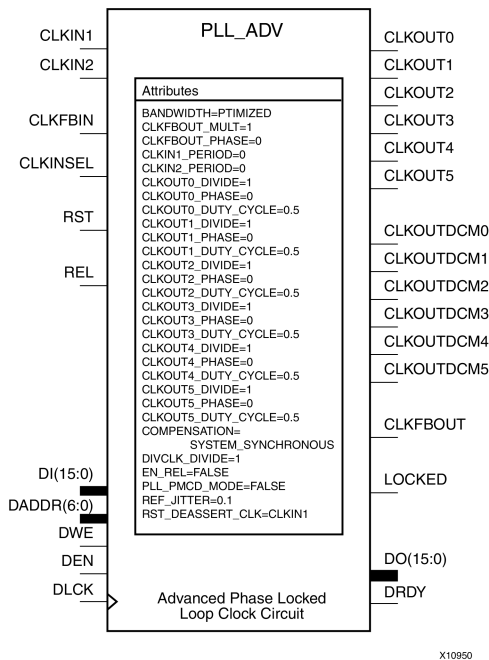 PLL_ADV
CLKIN1
CLKIN2
CLKFBIN
CLKINSEL
RST
REL
DI(15:0)
DADDR(6:0)
DWE
DEN
DLCK
Attributes
BANDWIDTH=PTIMIZED
CLKFBOUT_MULT=1
CLKFBOUT_PHASE=0
CLKIN1_PERIOD=0
CLKIN2_PERIOD=0
CLKOUT0_DIVIDE=1
CLKOUT0_PHASE=0
CLKOUT0_DUTY_CYCLE=0.5
CLKOUT1_DIVIDE=1
CLKOUT1_PHASE=0
CLKOUT1_DUTY_CYCLE=0.5
CLKOUT2_DIVIDE=1
CLKOUT2_PHASE=0
CLKOUT2_DUTY_CYCLE=0.5
CLKOUT3_DIVIDE=1
CLKOUT3_PHASE=0
CLKOUT3_DUTY_CYCLE=0.5
CLKOUT4_DIVIDE=1
CLKOUT4_PHASE=0
CLKOUT4_DUTY_CYCLE=0.5
CLKOUT5_DIVIDE=1
CLKOUT5_PHASE=0
CLKOUT5_DUTY_CYCLE=0.5
COMPENSATION=
SYSTEM_SYNCHRONOUS
DIVCLK_DIVIDE=1
EN_REL=FALSE
PLL_PMCD_MODE=FALSE
REF_JITTER=0.1
RST_DEASSERT_CLK=CLKIN1
Advanced Phase Locked
Loop Clock Circuit
CLKOUT0
CLKOUT1
CLKOUT2
CLKOUT3
CLKOUT4
CLKOUT5
CLKOUTDCM0
CLKOUTDCM1
CLKOUTDCM2
CLKOUTDCM3
CLKOUTDCM4
CLKOUTDCM5
CLKFBOUT
LOCKED
DO(15:0)
DRDY
X10950